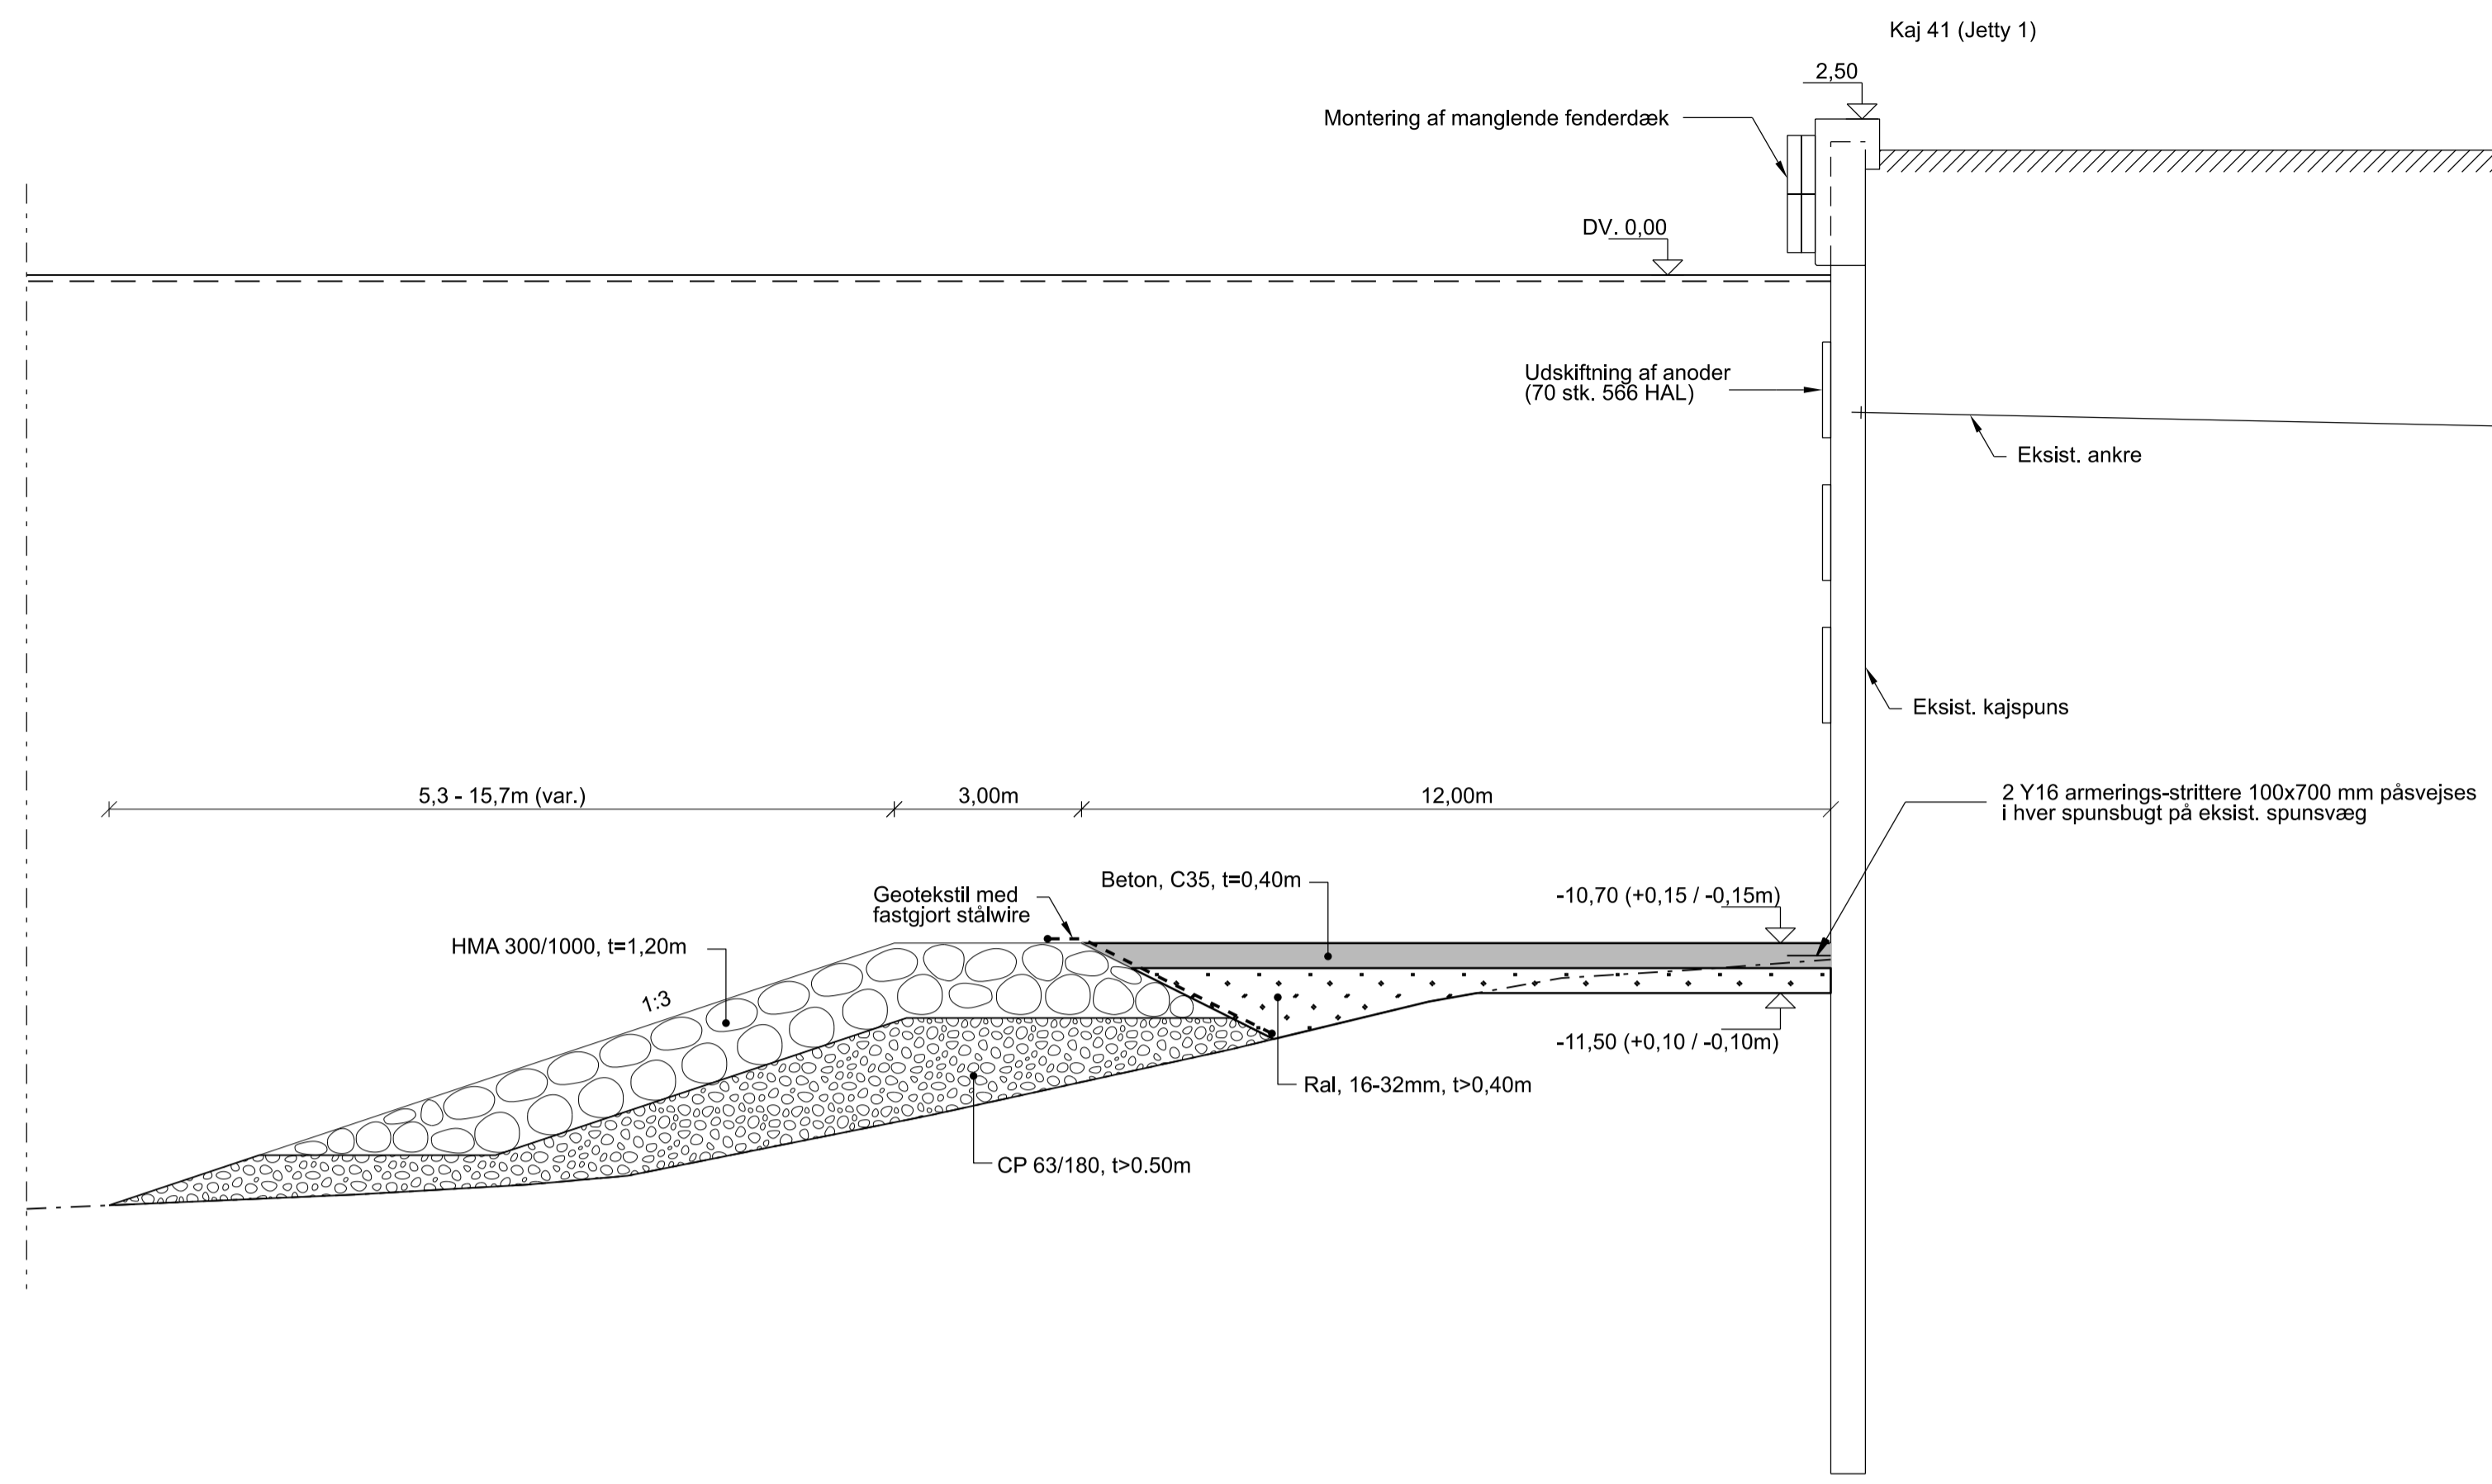 Kaj 41 (Jetty 1)
2,50
Montering af manglende fenderdæk
DV. 0,00
Udskiftning af anoder
(70 stk. 566 HAL)
Eksist. ankre
Eksist. kajspuns
5,3 - 15,7m (var.)
3,00m
12,00m
2 Y16 armerings-strittere 100x700 mm påsvejses
i hver spunsbugt på eksist. spunsvæg
Geotekstil med
fastgjort stålwire
Beton, C35, t=0,40m
-10,70 (+0,15 / -0,15m)
HMA 300/1000, t=1,20m
1:3
-11,50 (+0,10 / -0,10m)
Ral, 16-32mm, t>0,40m
CP 63/180, t>0.50m